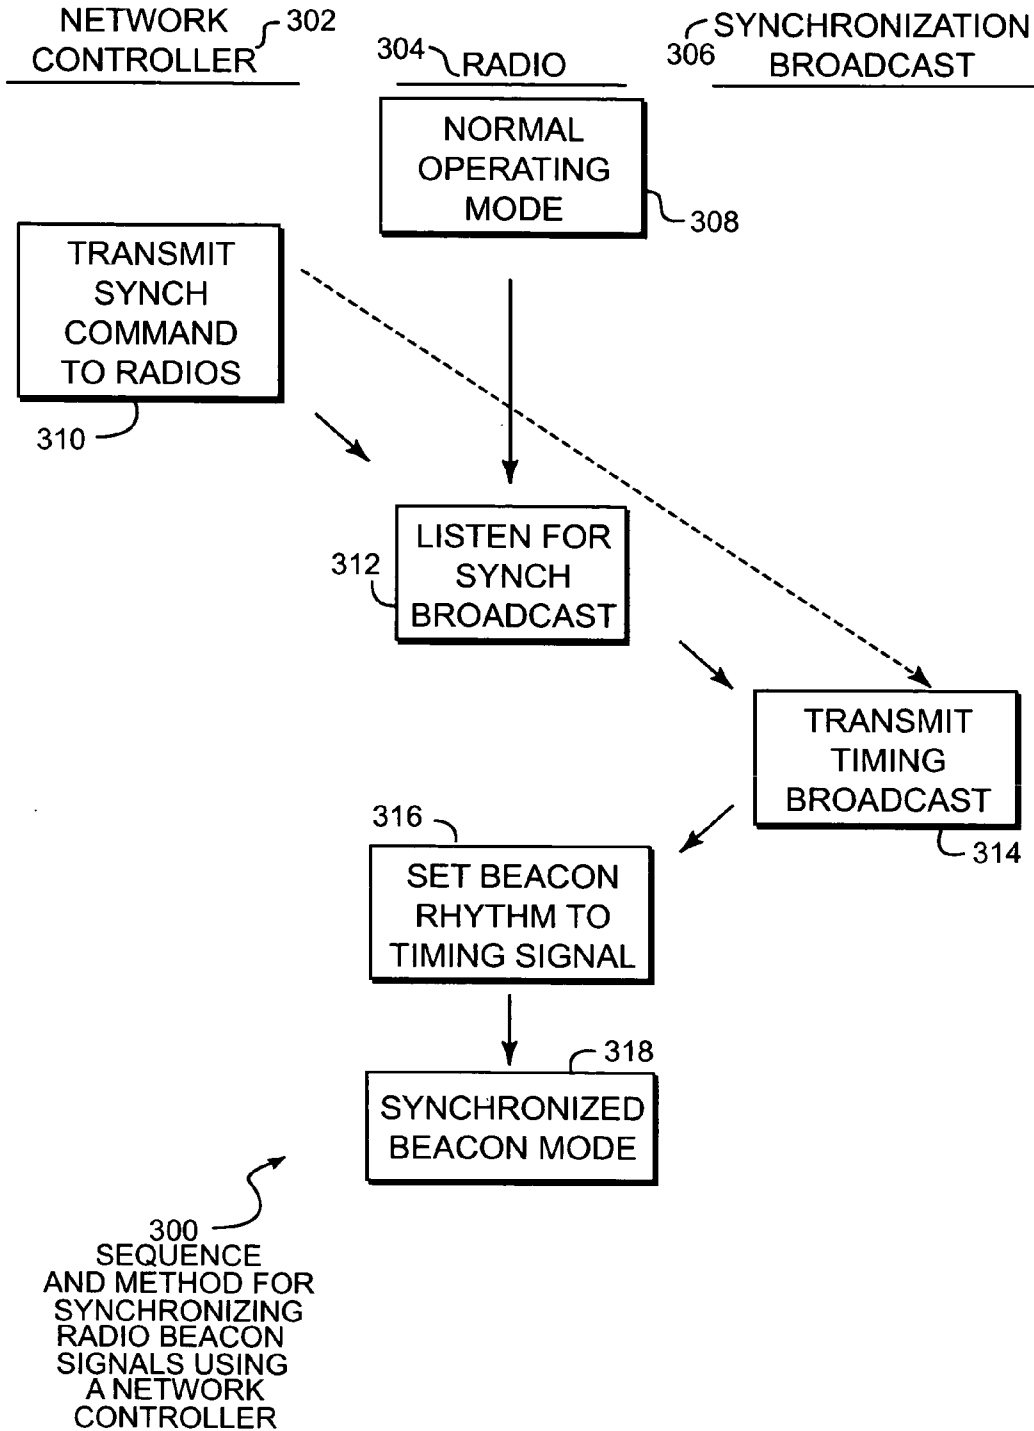 NETWORK
CONTROLLER
302
304
RADIO
306
SYNCHRONIZATION
BROADCAST
NORMAL
OPERATING
MODE
308
TRANSMIT
SYNCH
COMMAND
TO RADIOS
310
LISTEN FOR
SYNCH
BROADCAST
312
TRANSMIT
TIMING
BROADCAST
314
316
SET BEACON
RHYTHM TO
TIMING SIGNAL
318
SYNCHRONIZED
BEACON MODE
300
SEQUENCE
AND METHOD FOR
SYNCHRONIZING
RADIO BEACON
SIGNALS USING
A NETWORK
CONTROLLER